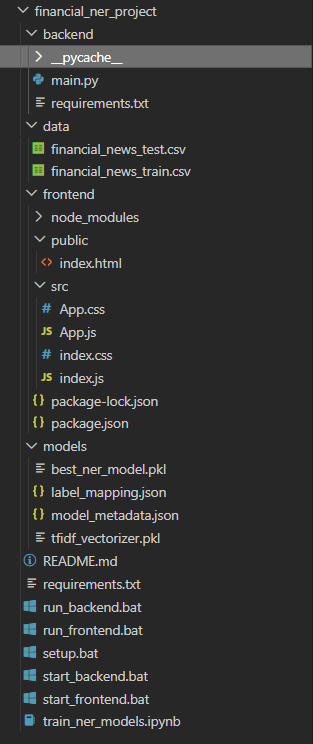 financial_ner_project
backend
__pycache__
main.py
requirements.txt
data
financial_news_test.csv
financial_news_train.csv
frontend
node_modules
public
<> index.html
src
# App.css
JS App.js
# index.css
JS index.js
{} package-lock.json
{} package.json
models
best_ner_model.pkl
{} label_mapping.json
{} model_metadata.json
tfidf_vectorizer.pkl
README.md
requirements.txt
run_backend.bat
run_frontend.bat
setup.bat
start_backend.bat
start_frontend.bat
train_ner_models.ipynb